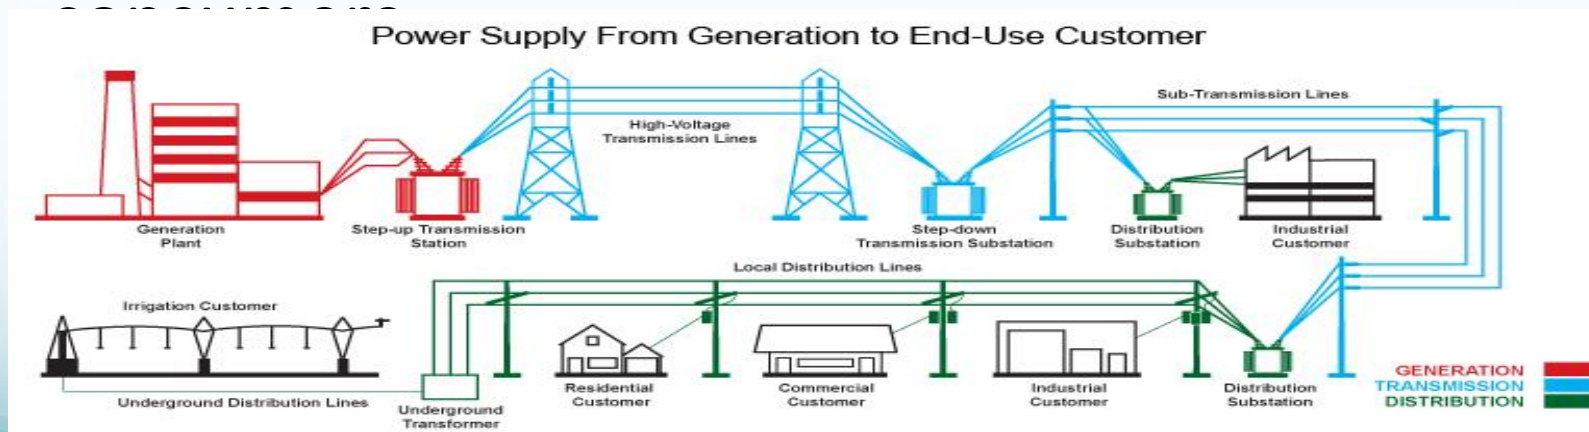 Power Supply From Generation to End-Use Customer
Sub-Transmission Lines
High-Voltage
Transmission Lines
Generation
Plant
Step-up Transmission
Station
Step-down
Transmission Substation
Distribution
Substation
Industrial
Customer
Local Distribution Lines
Irrigation Customer
Underground Distribution Lines
Underground
Transformer
Residential
Customer
Commercial
Customer
Industrial
Customer
Distribution
Substation
GENERATION
TRANSMISSION
DISTRIBUTION